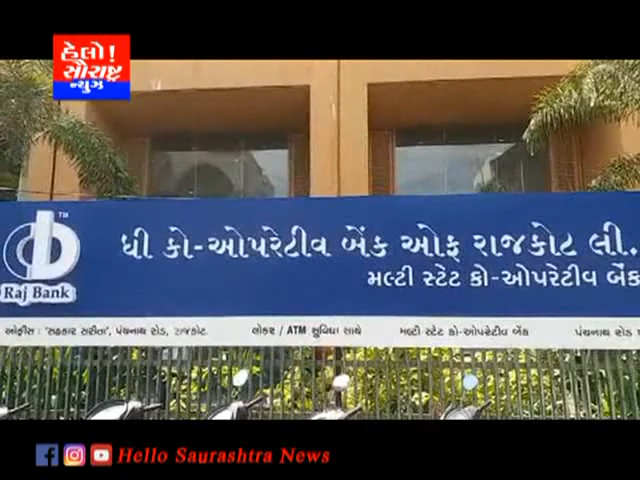 હેલો!
સૌરાષ્ટ્ર
ન્યુઝ
TM
Raj Bank
ધી કો-ઓપરેટીવ બેંક ઓફ રાજકોટ લી.
મલ્ટી સ્ટેટ કો-ઓપરેટીવ બેંક
ઓફીસ : 'સહકાર સરીતા', પંચનાથ રોડ, રાજકોટ. લોકર / ATM સુવિધા સાથે મલ્ટી સ્ટેટ કો-ઓપરેટીવ બેંક પંચનાથ રોડ
Hello Saurashtra News